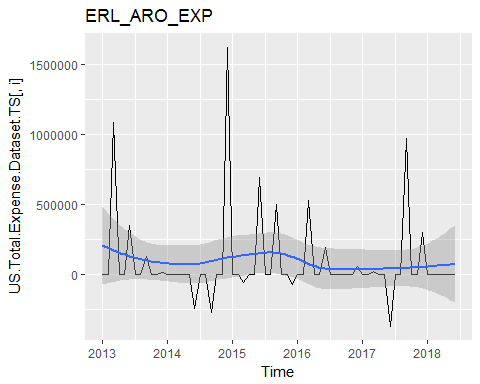 ERL_ARO_EXP
US.Total.Expense.Dataset.TS[, i]
1500000
1000000
500000
0
2013 2014 2015 2016 2017 2018
Time